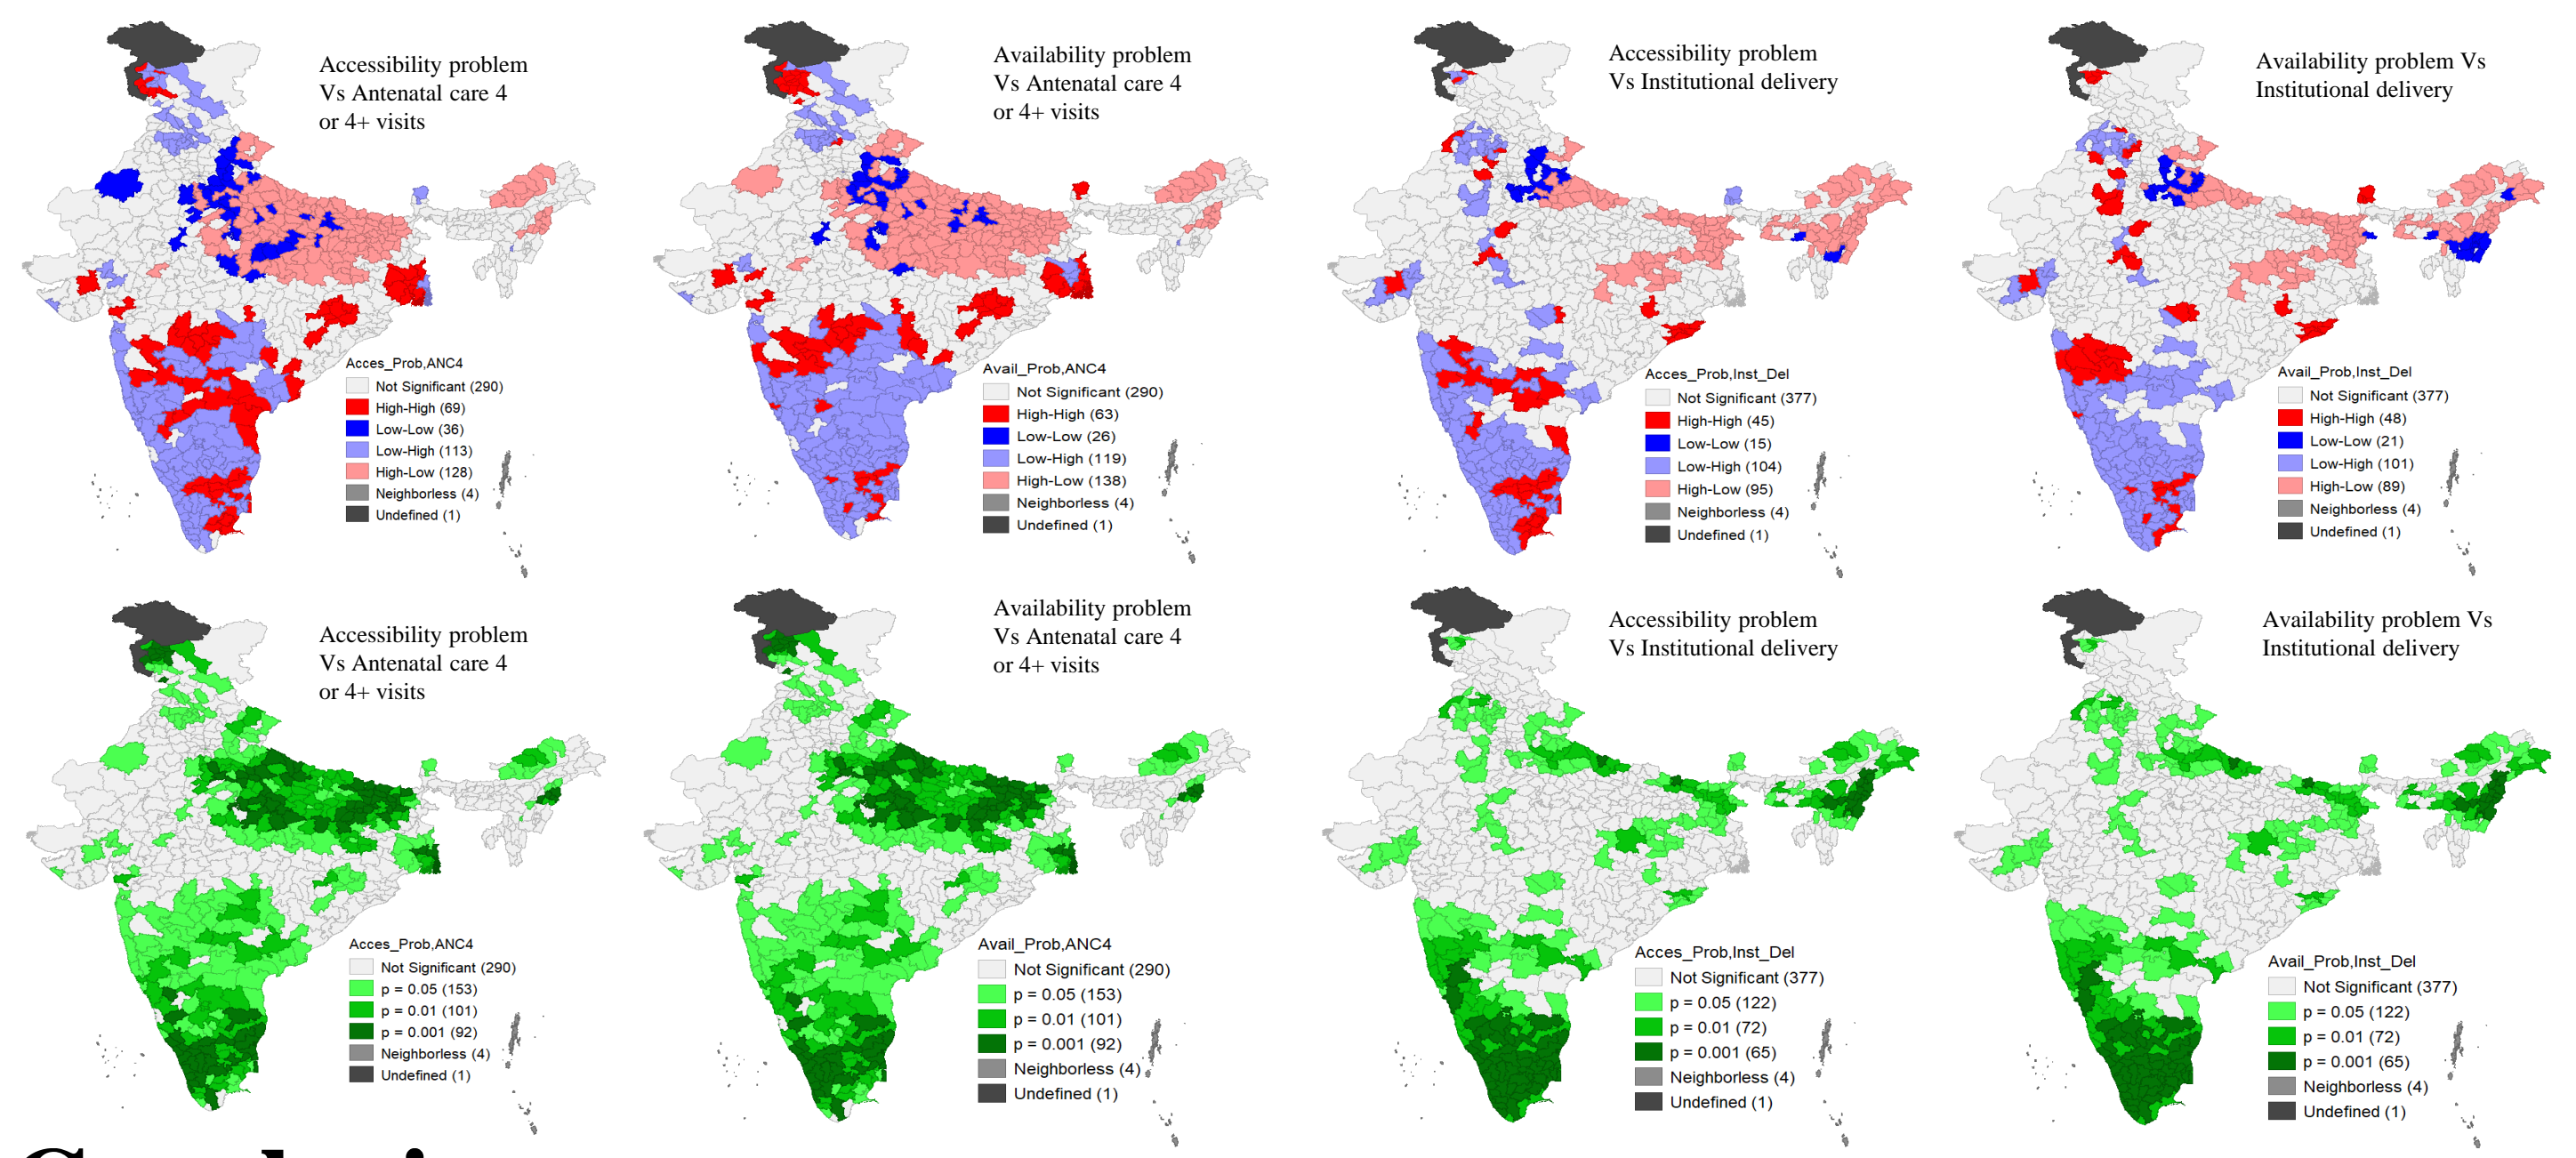 Accessibility problem
Vs Antenatal care 4
or 4+ visits
Acces_Prob,ANC4
Not Significant (290)
High-High (69)
Low-Low (36)
Low-High (113)
High-Low (128)
Neighborless (4)
Undefined (1)
Availability problem
Vs Antenatal care 4
or 4+ visits
Avail_Prob,ANC4
Not Significant (290)
High-High (63)
Low-Low (26)
Low-High (119)
High-Low (138)
Neighborless (4)
Undefined (1)
Accessibility problem
Vs Institutional delivery
Acces_Prob,Inst_Del
Not Significant (377)
High-High (45)
Low-Low (15)
Low-High (104)
High-Low (95)
Neighborless (4)
Undefined (1)
Availability problem Vs
Institutional delivery
Avail_Prob,Inst_Del
Not Significant (377)
High-High (48)
Low-Low (21)
Low-High (101)
High-Low (89)
Neighborless (4)
Undefined (1)
Accessibility problem
Vs Antenatal care 4
or 4+ visits
Acces_Prob,ANC4
Not Significant (290)
p = 0.05 (153)
p = 0.01 (101)
p = 0.001 (92)
Neighborless (4)
Undefined (1)
Availability problem
Vs Antenatal care 4
or 4+ visits
Avail_Prob,ANC4
Not Significant (290)
p = 0.05 (153)
p = 0.01 (101)
p = 0.001 (92)
Neighborless (4)
Undefined (1)
Accessibility problem
Vs Institutional delivery
Acces_Prob,Inst_Del
Not Significant (377)
p = 0.05 (122)
p = 0.01 (72)
p = 0.001 (65)
Neighborless (4)
Undefined (1)
Availability problem Vs
Institutional delivery
Avail_Prob,Inst_Del
Not Significant (377)
p = 0.05 (122)
p = 0.01 (72)
p = 0.001 (65)
Neighborless (4)
Undefined (1)